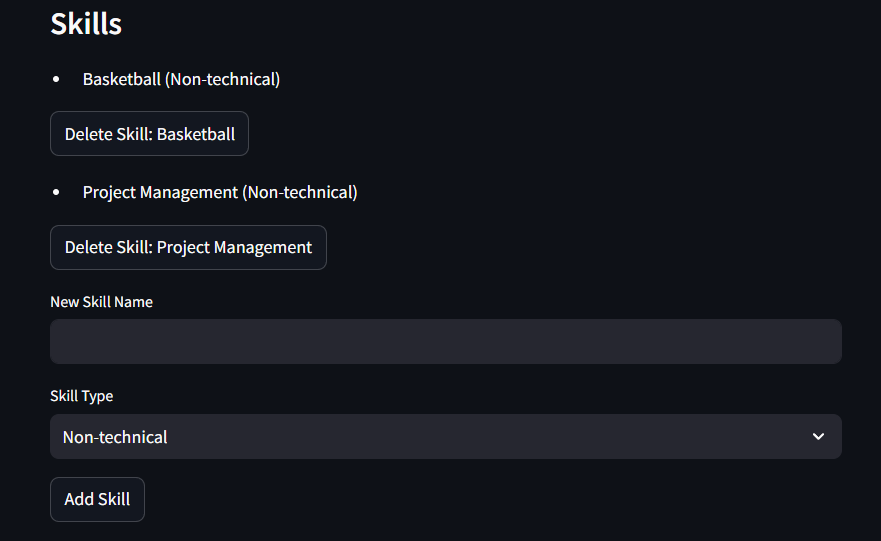 Skills
• Basketball (Non-technical)
Delete Skill: Basketball
• Project Management (Non-technical)
Delete Skill: Project Management
New Skill Name
Skill Type
Non-technical
Add Skill